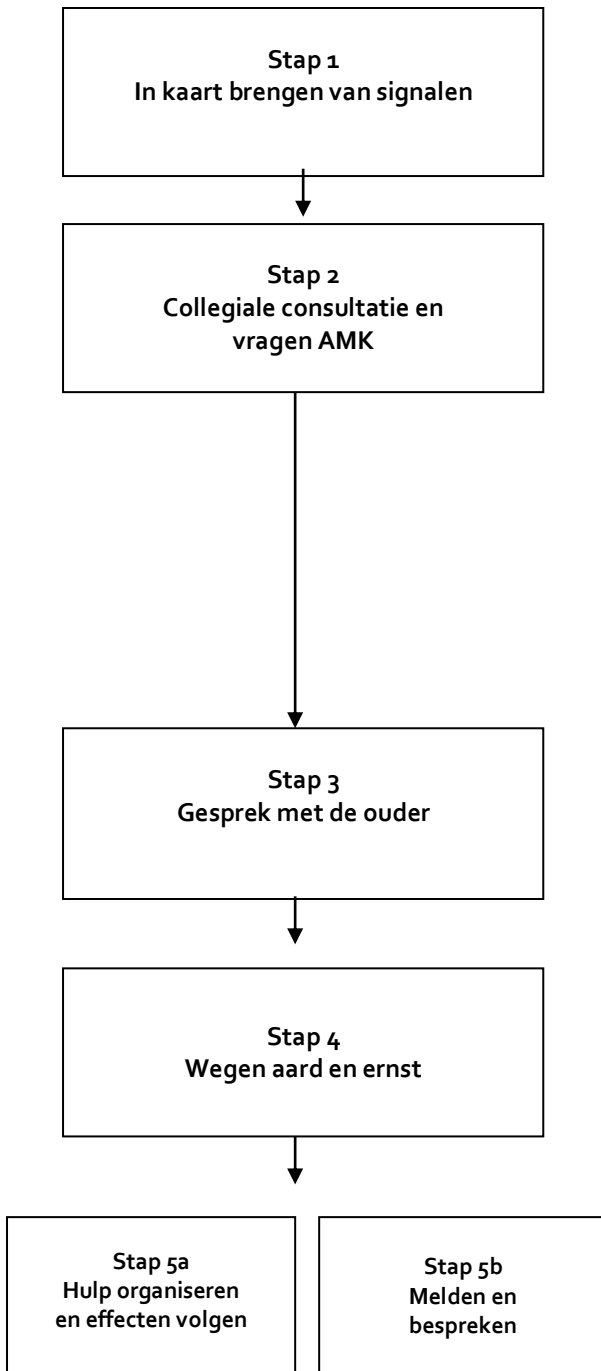 Stap 1
In kaart brengen van signalen
Stap 2
Collegiale consultatie en
vragen AMK
Stap 3
Gesprek met de ouder
Stap 4
Wegen aard en ernst
Stap 5a
Hulp organiseren
en effecten volgen
Stap 5b
Melden en
bespreken